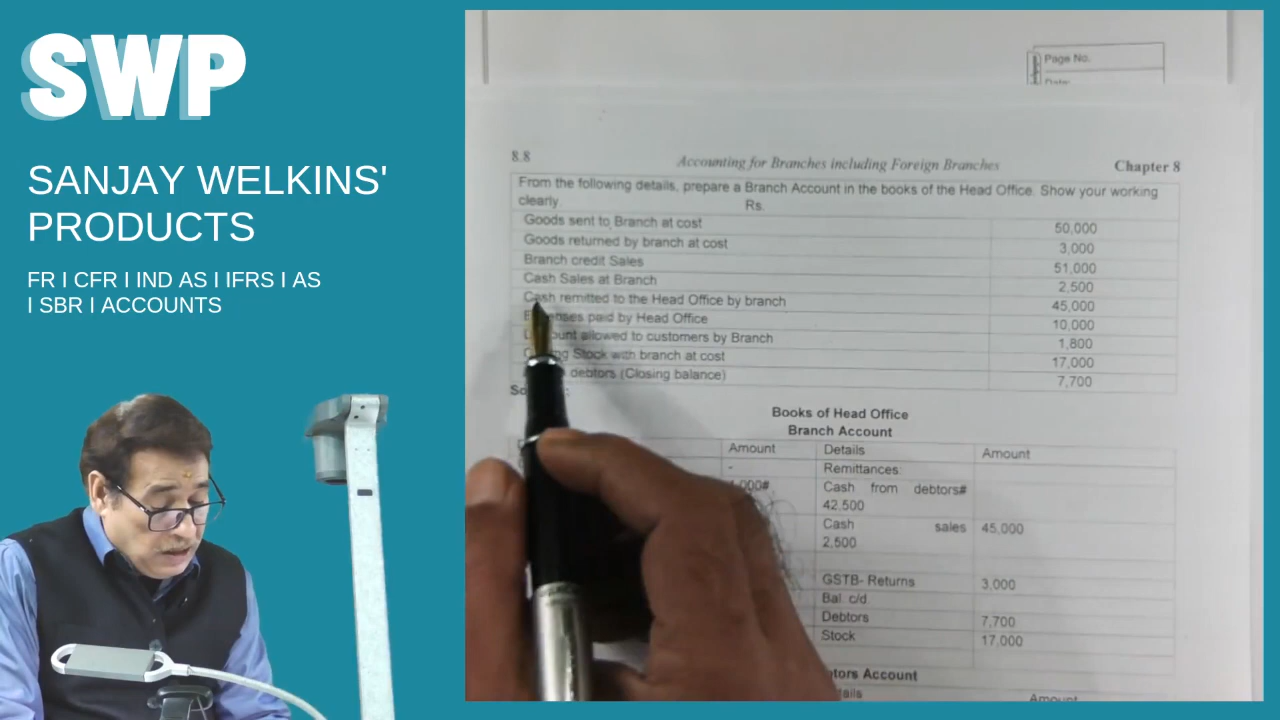 SWP
SANJAY WELKINS'
PRODUCTS
FR I CFR I IND AS I IFRS I AS
I SBR I ACCOUNTS
Page No.
Date:
8.8 Accounting for Branches including Foreign Branches Chapter 8
From the following details, prepare a Branch Account in the books of the Head Office. Show your working
clearly. Rs.
Goods sent to Branch at cost 50,000
Goods returned by branch at cost 3,000
Branch credit Sales 51,000
Cash Sales at Branch 2,500
Cash remitted to the Head Office by branch 45,000
paid by Head Office 10,000
allowed to customers by Branch 1,800
Stock with branch at cost 17,000
debtors (Closing balance) 7,700
Books of Head Office
Branch Account
Amount Details Amount
- Remittances:
Cash from debtors#
42,500
Cash sales 45,000
2,500
GSTB- Returns 3,000
Bal. c/d.
Debtors 7,700
Stock 17,000
Account